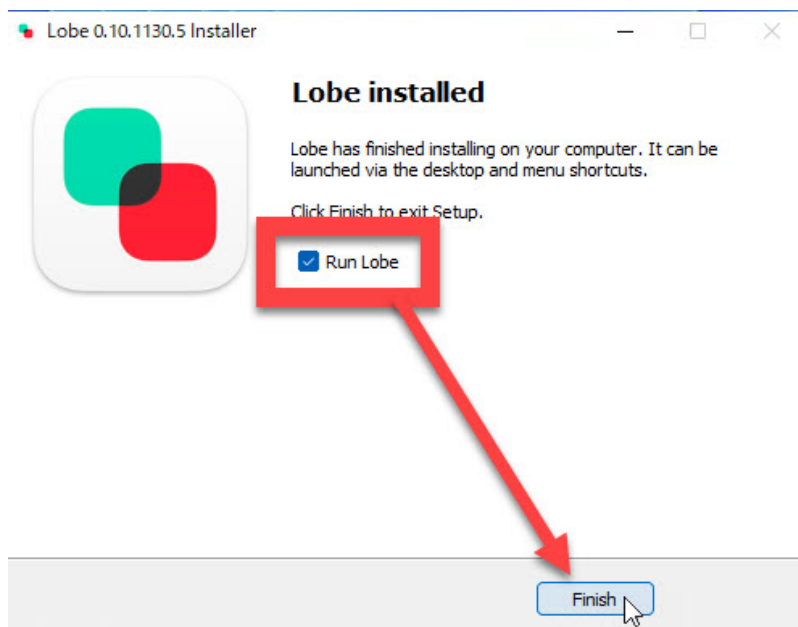 Lobe 0.10.1130.5 Installer
Lobe installed
Lobe has finished installing on your computer. It can be
launched via the desktop and menu shortcuts.
Click Finish to exit Setup.
Run Lobe
Finish